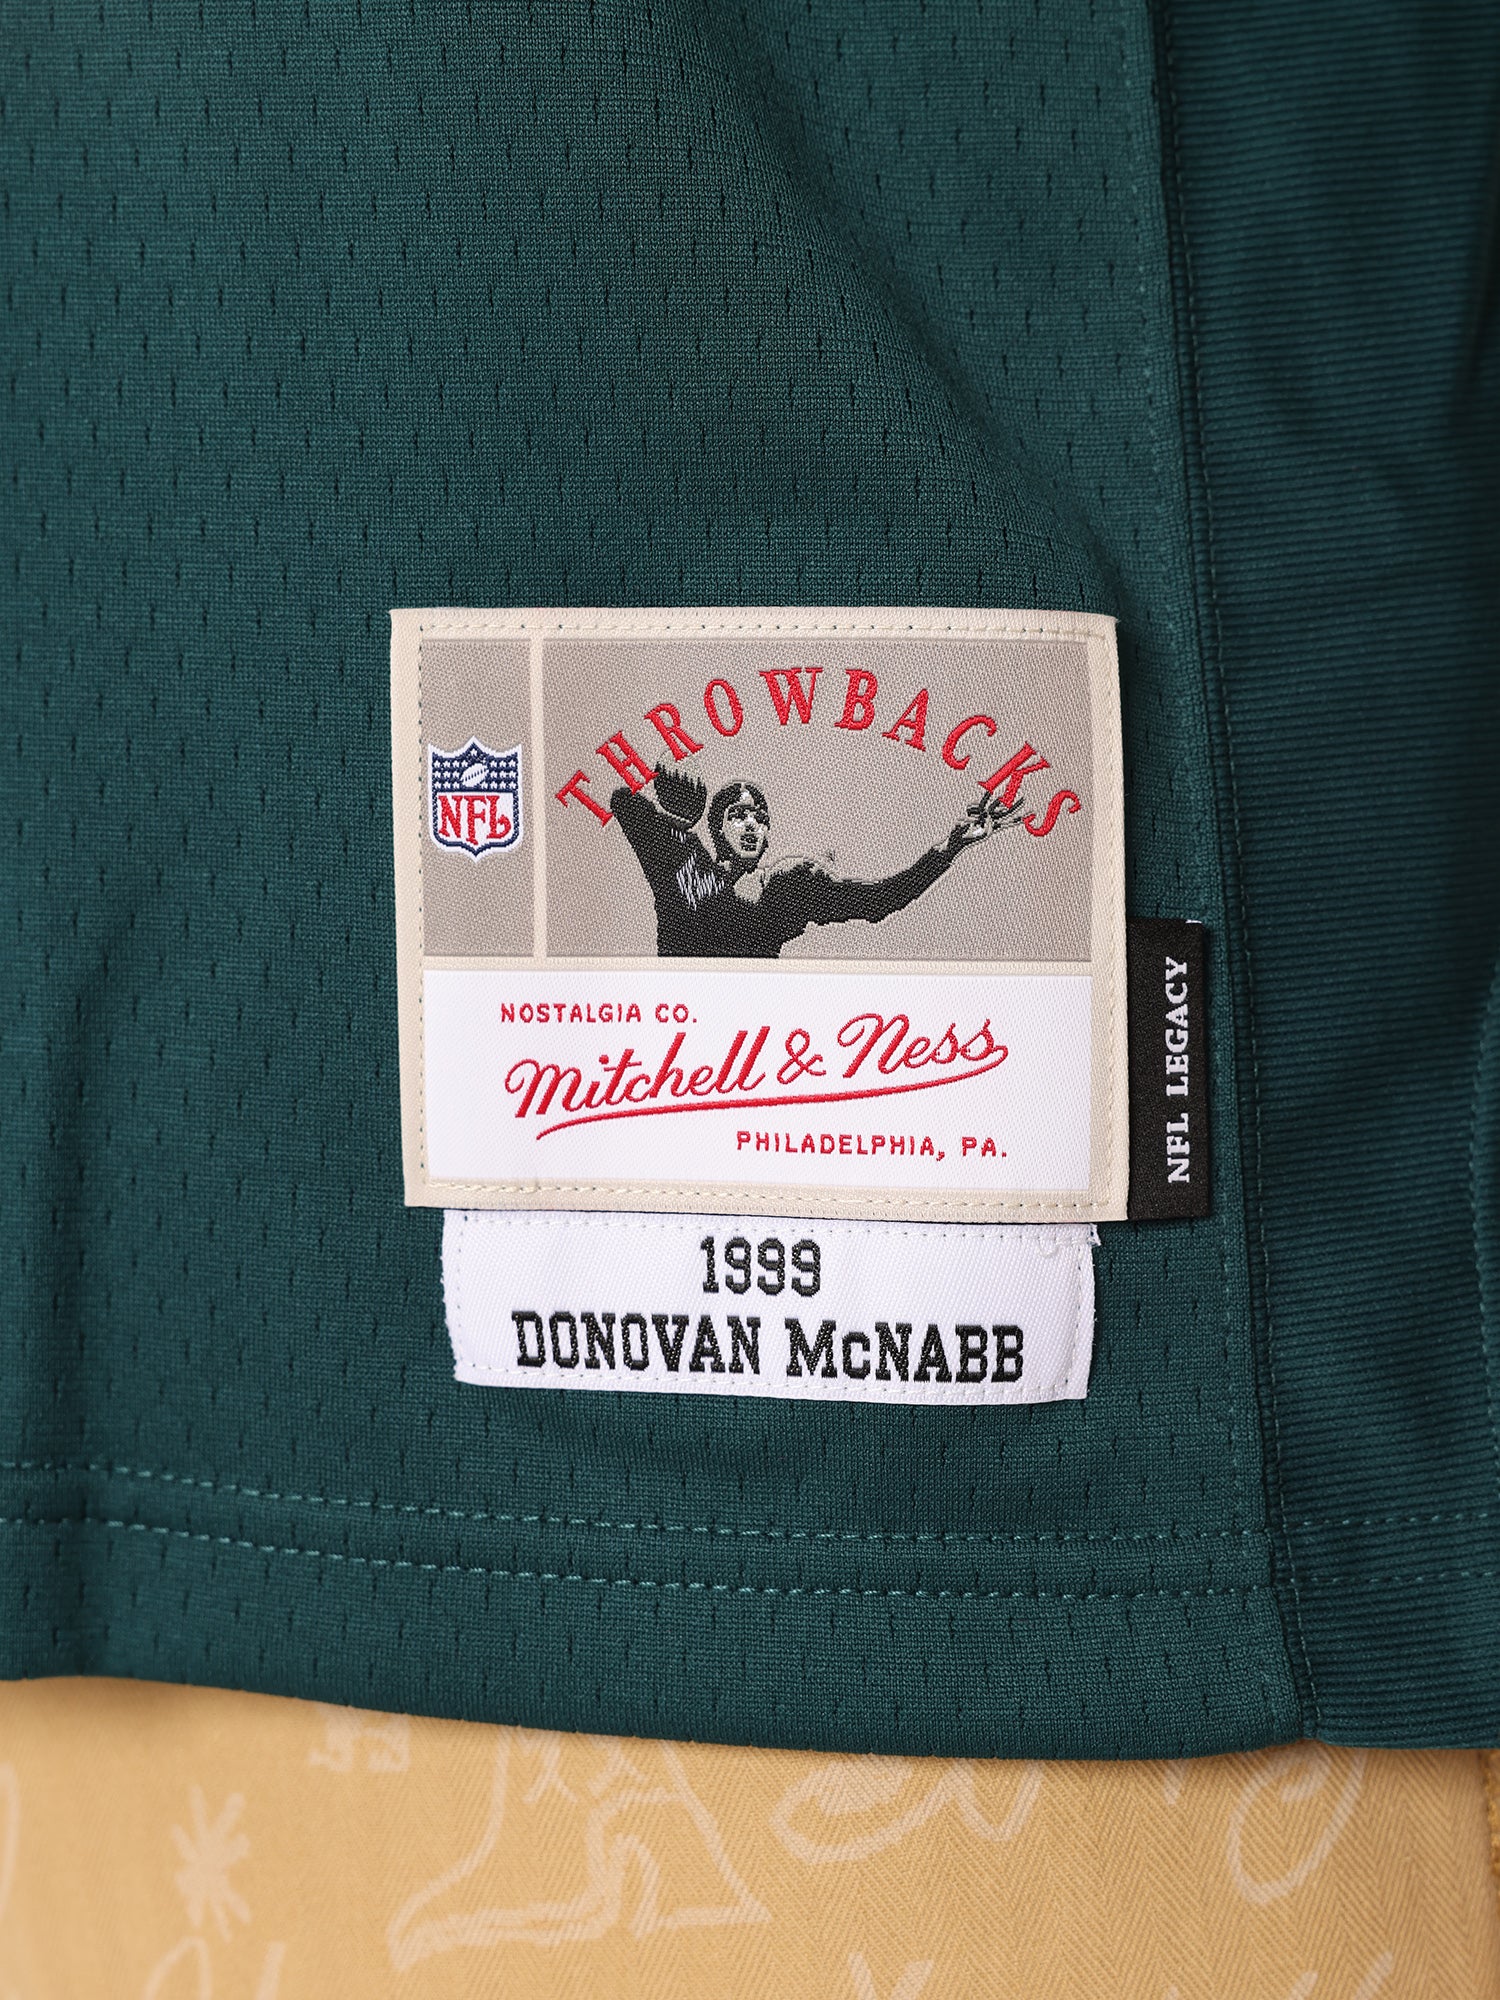 THROWBACKS
NFL
NOSTALGIA CO.
Mitchell & Ness
PHILADELPHIA, PA.
NFL LEGACY
1999
DONOVAN McNABB